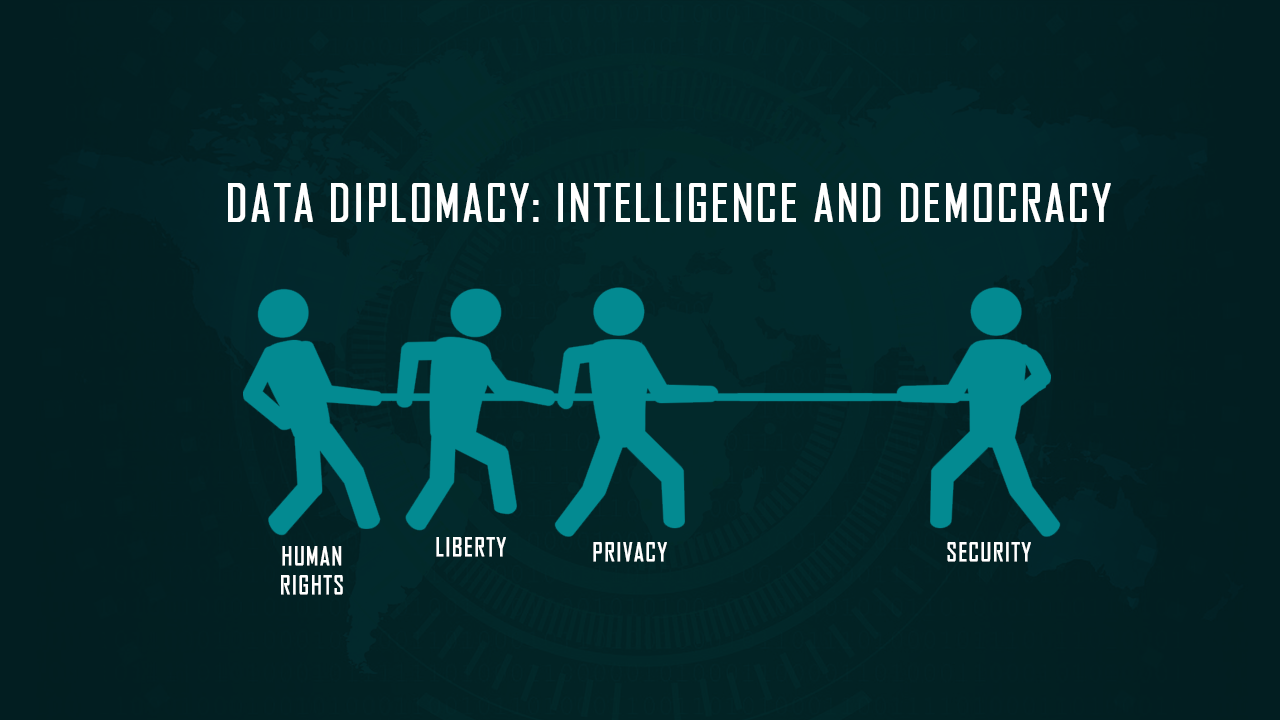 DATA DIPLOMACY: INTELLIGENCE AND DEMOCRACY
HUMAN
RIGHTS
LIBERTY
PRIVACY
SECURITY